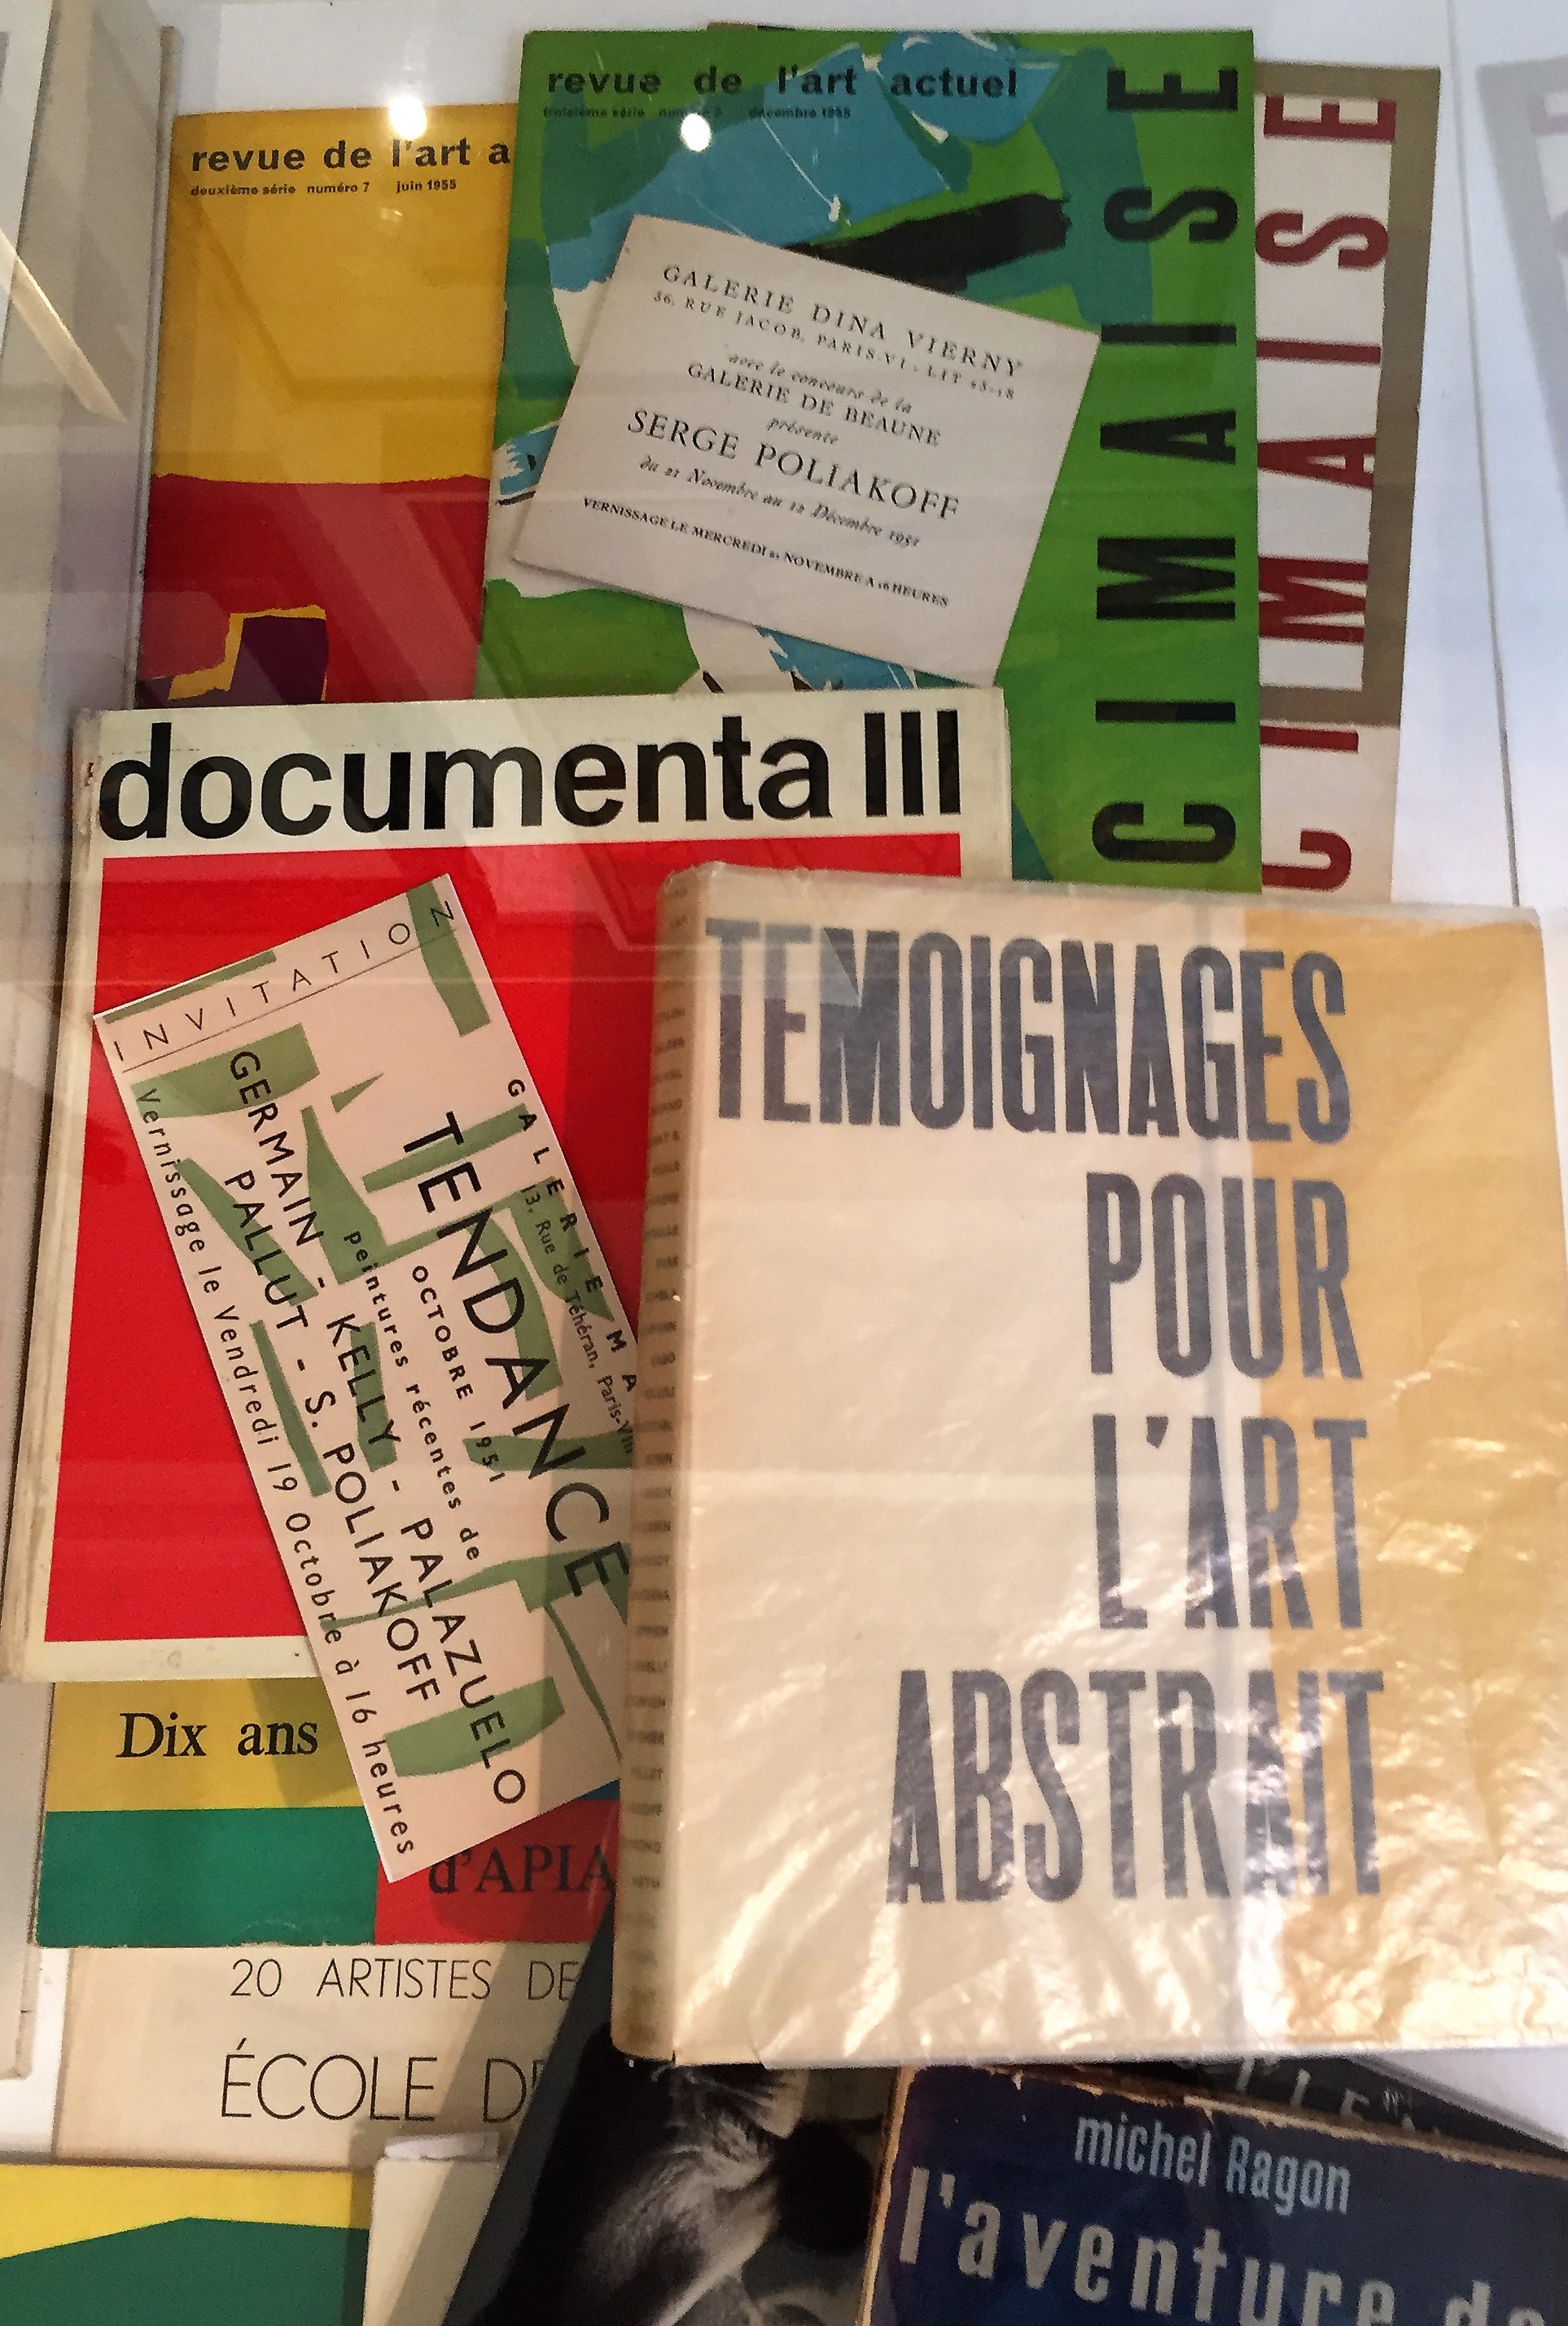 revue de l'art a
deuxième série numéro 7 juin 1955
revue de l'art actuel
troisième série décembre 1955
CIMAISE
CIMAISE
GALERIE DINA VIERNY
36, RUE JACOB, PARIS-VI - LIT
avec le concours de la
GALERIE DE BEAUNE
présente
SERGE POLIAKOFF
du 21 Novembre au 12 Décembre 1951
VERNISSAGE LE MERCREDI NOVEMBRE A 16 HEURES
documenta III
INVITATION
GALERIE MA
13, Rue de Téhéran, Paris-VIII
TENDANCE
OCTOBRE 1951
peintures récentes de
GERMAIN - KELLY - PALAZUELO
PALLUT - S. POLIAKOFF
Vernissage le Vendredi 19 Octobre à 16 heures
TEMOIGNAGES
POUR
L'ART
ABSTRAIT
Dix ans
d'APIA
20 ARTISTES DE
ÉCOLE DE
michel Ragon
l'aventure de